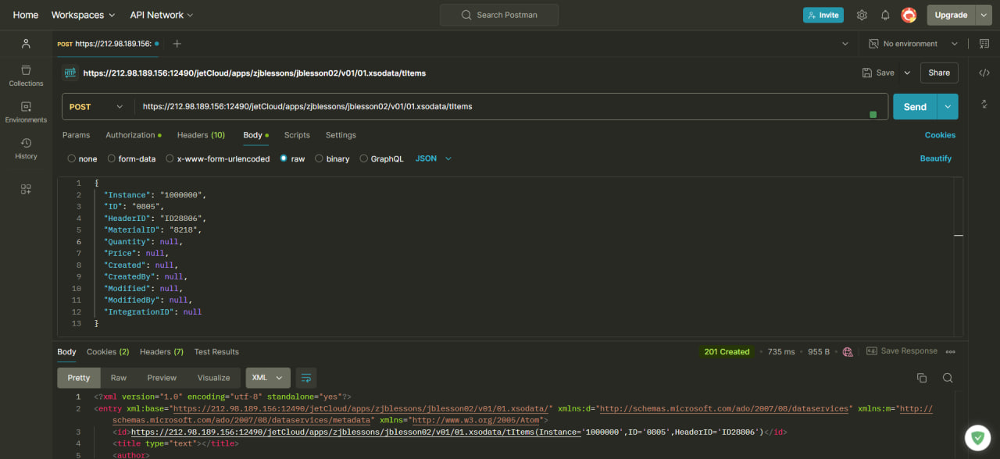 Home Workspaces API Network Search Postman Invite Upgrade
POST https://212.98.189.156: No environment
HTTP https://212.98.189.156:12490/jetCloud/apps/zjblessons/jblesson02/v01/01.xsodata/tItems Save Share
Collections
POST https://212.98.189.156:12490/jetCloud/apps/zjblessons/jblesson02/v01/01.xsodata/tItems Send
Environments
Params Authorization Headers (10) Body Scripts Settings Cookies
History
none form-data x-www-form-urlencoded raw binary GraphQL JSON Beautify
1 {
2 "Instance": "1000000",
3 "ID": "0805",
4 "HeaderID": "ID28806",
5 "MaterialID": "8218",
6 "Quantity": null,
7 "Price": null,
8 "Created": null,
9 "CreatedBy": null,
10 "Modified": null,
11 "ModifiedBy": null,
12 "IntegrationID": null
13 }
Body Cookies (2) Headers (7) Test Results 201 Created 735 ms 955 B Save Response
Pretty Raw Preview Visualize XML
1 <?xml version="1.0" encoding="utf-8" standalone="yes"?>
2 <entry xml:base="https://212.98.189.156:12490/jetCloud/apps/zjblessons/jblesson02/v01/01.xsodata/" xmlns:d="http://schemas.microsoft.com/ado/2007/08/dataservices" xmlns:m="http://
schemas.microsoft.com/ado/2007/08/dataservices/metadata" xmlns="http://www.w3.org/2005/Atom">
3 <id>https://212.98.189.156:12490/jetCloud/apps/zjblessons/jblesson02/v01/01.xsodata/tItems(Instance='1000000',ID='0805',HeaderID='ID28806')</id>
4 <title type="text"></title>
5 <author>